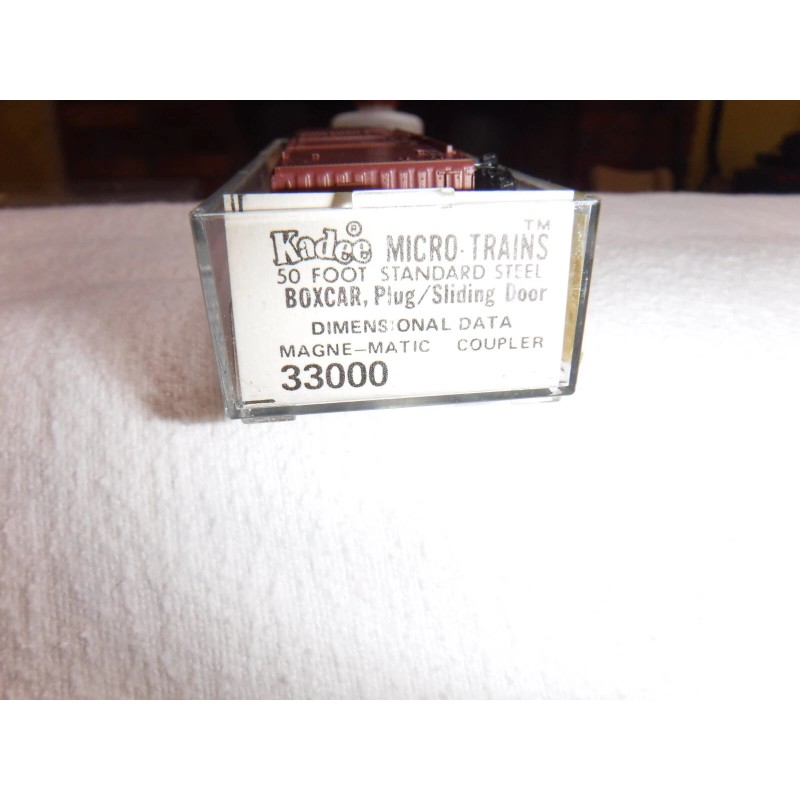 Kadee® MICRO-TRAINS™
50 FOOT STANDARD STEEL
BOXCAR, Plug/Sliding Door
DIMENSIONAL DATA
MAGNE-MATIC COUPLER
33000